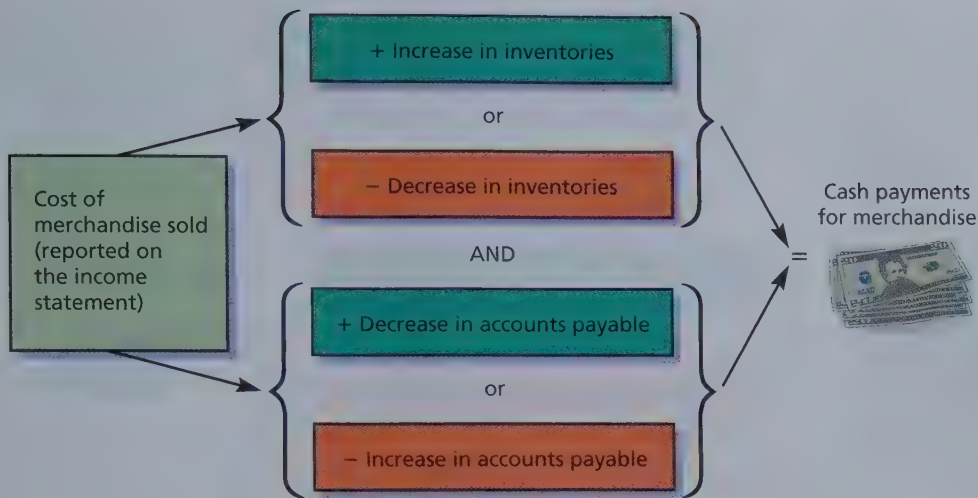 + Increase in inventories
or
− Decrease in inventories
Cost of
merchandise sold
(reported on
the income
statement)
AND
Cash payments
for merchandise
=
+ Decrease in accounts payable
or
− Increase in accounts payable